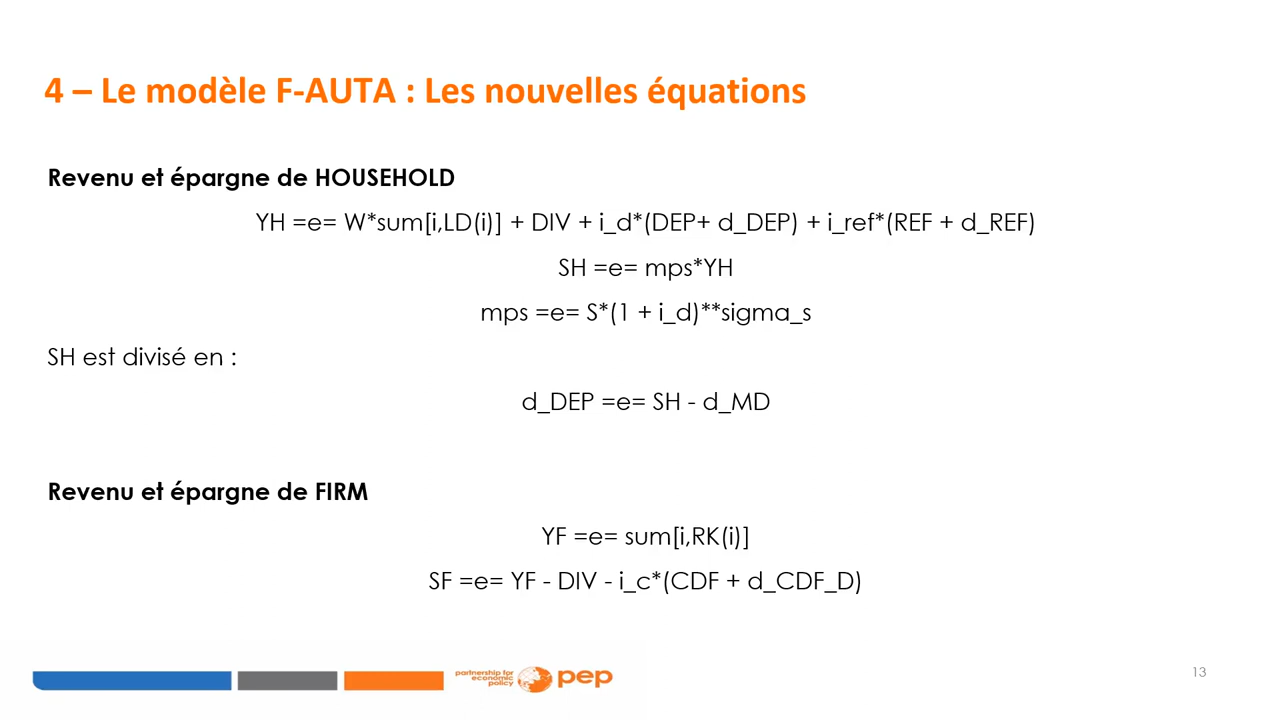 4 – Le modèle F-AUTA : Les nouvelles équations
Revenu et épargne de HOUSEHOLD
YH =e= W*sum[i,LD(i)] + DIV + i_d*(DEP+ d_DEP) + i_ref*(REF + d_REF)
SH =e= mps*YH
mps =e= S*(1 + i_d)**sigma_s
SH est divisé en :
d_DEP =e= SH - d_MD
Revenu et épargne de FIRM
YF =e= sum[i,RK(i)]
SF =e= YF - DIV - i_c*(CDF + d_CDF_D)
partnership for
economic
policy
pep
13